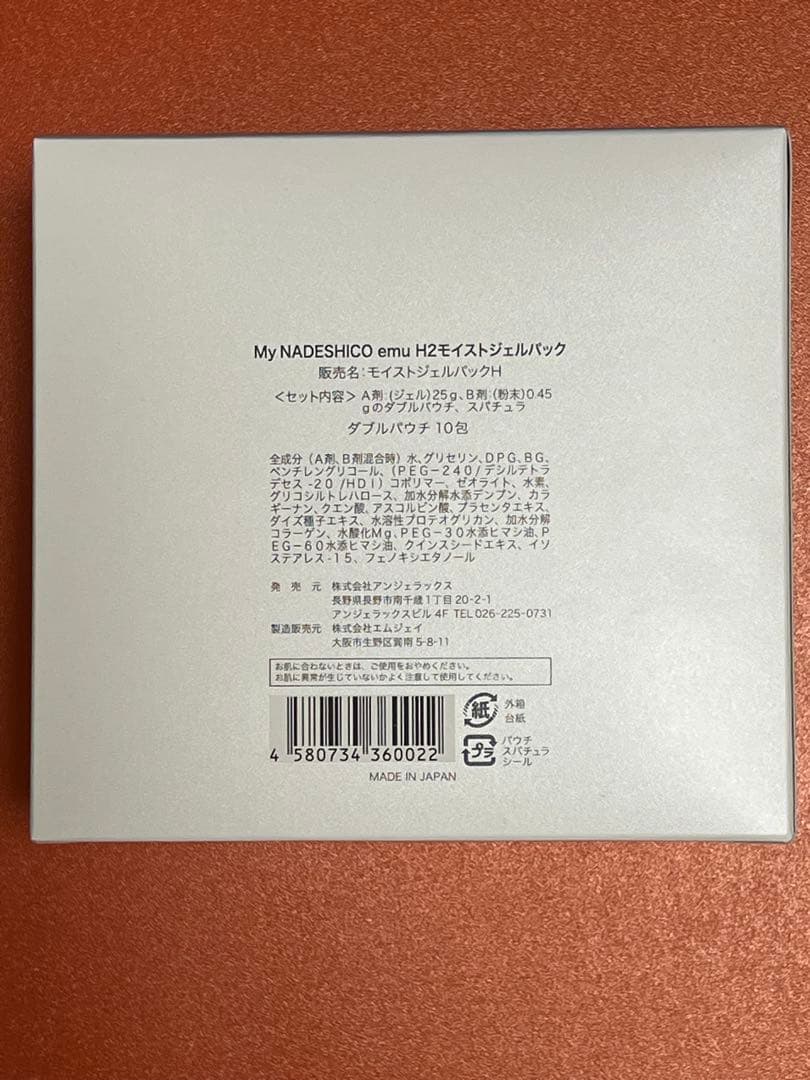 My NADESHICO emu H2モイストジェルパック
販売名:モイストジェルパックH
<セット内容> A剤:(ジェル)25g、B剤:(粉末)0.45
gのダブルパウチ、スパチュラ
ダブルパウチ 10包
全成分(A剤、B剤混合時)水、グリセリン、DPG、BG、
ペンチレングリコール、(PEG-240/デシルテトラ
デセス-20/HDI)コポリマー、ゼオライト、水素、
グリコシルトレハロース、加水分解水添デンプン、カラ
ギーナン、クエン酸、アスコルビン酸、プラセンタエキス、
ダイズ種子エキス、水溶性プロテオグリカン、加水分解
コラーゲン、水酸化Mg、PEG-30水添ヒマシ油、P
EG-60水添ヒマシ油、クインスシードエキス、イソ
ステアレス-15、フェノキシエタノール
発売元 株式会社アンジェラックス
長野県長野市南千歳1丁目20-2-1
アンジェラックスビル4F TEL026-225-0731
製造販売元 株式会社エムジェイ
大阪市生野区巽南5-8-11
お肌に合わないときは、ご使用をおやめください。
お肌に異常が生じていないかよく注意して使用してください。
紙 外箱
台紙
プラ パウチ
スパチュラ
シール
4 580734 360022
MADE IN JAPAN